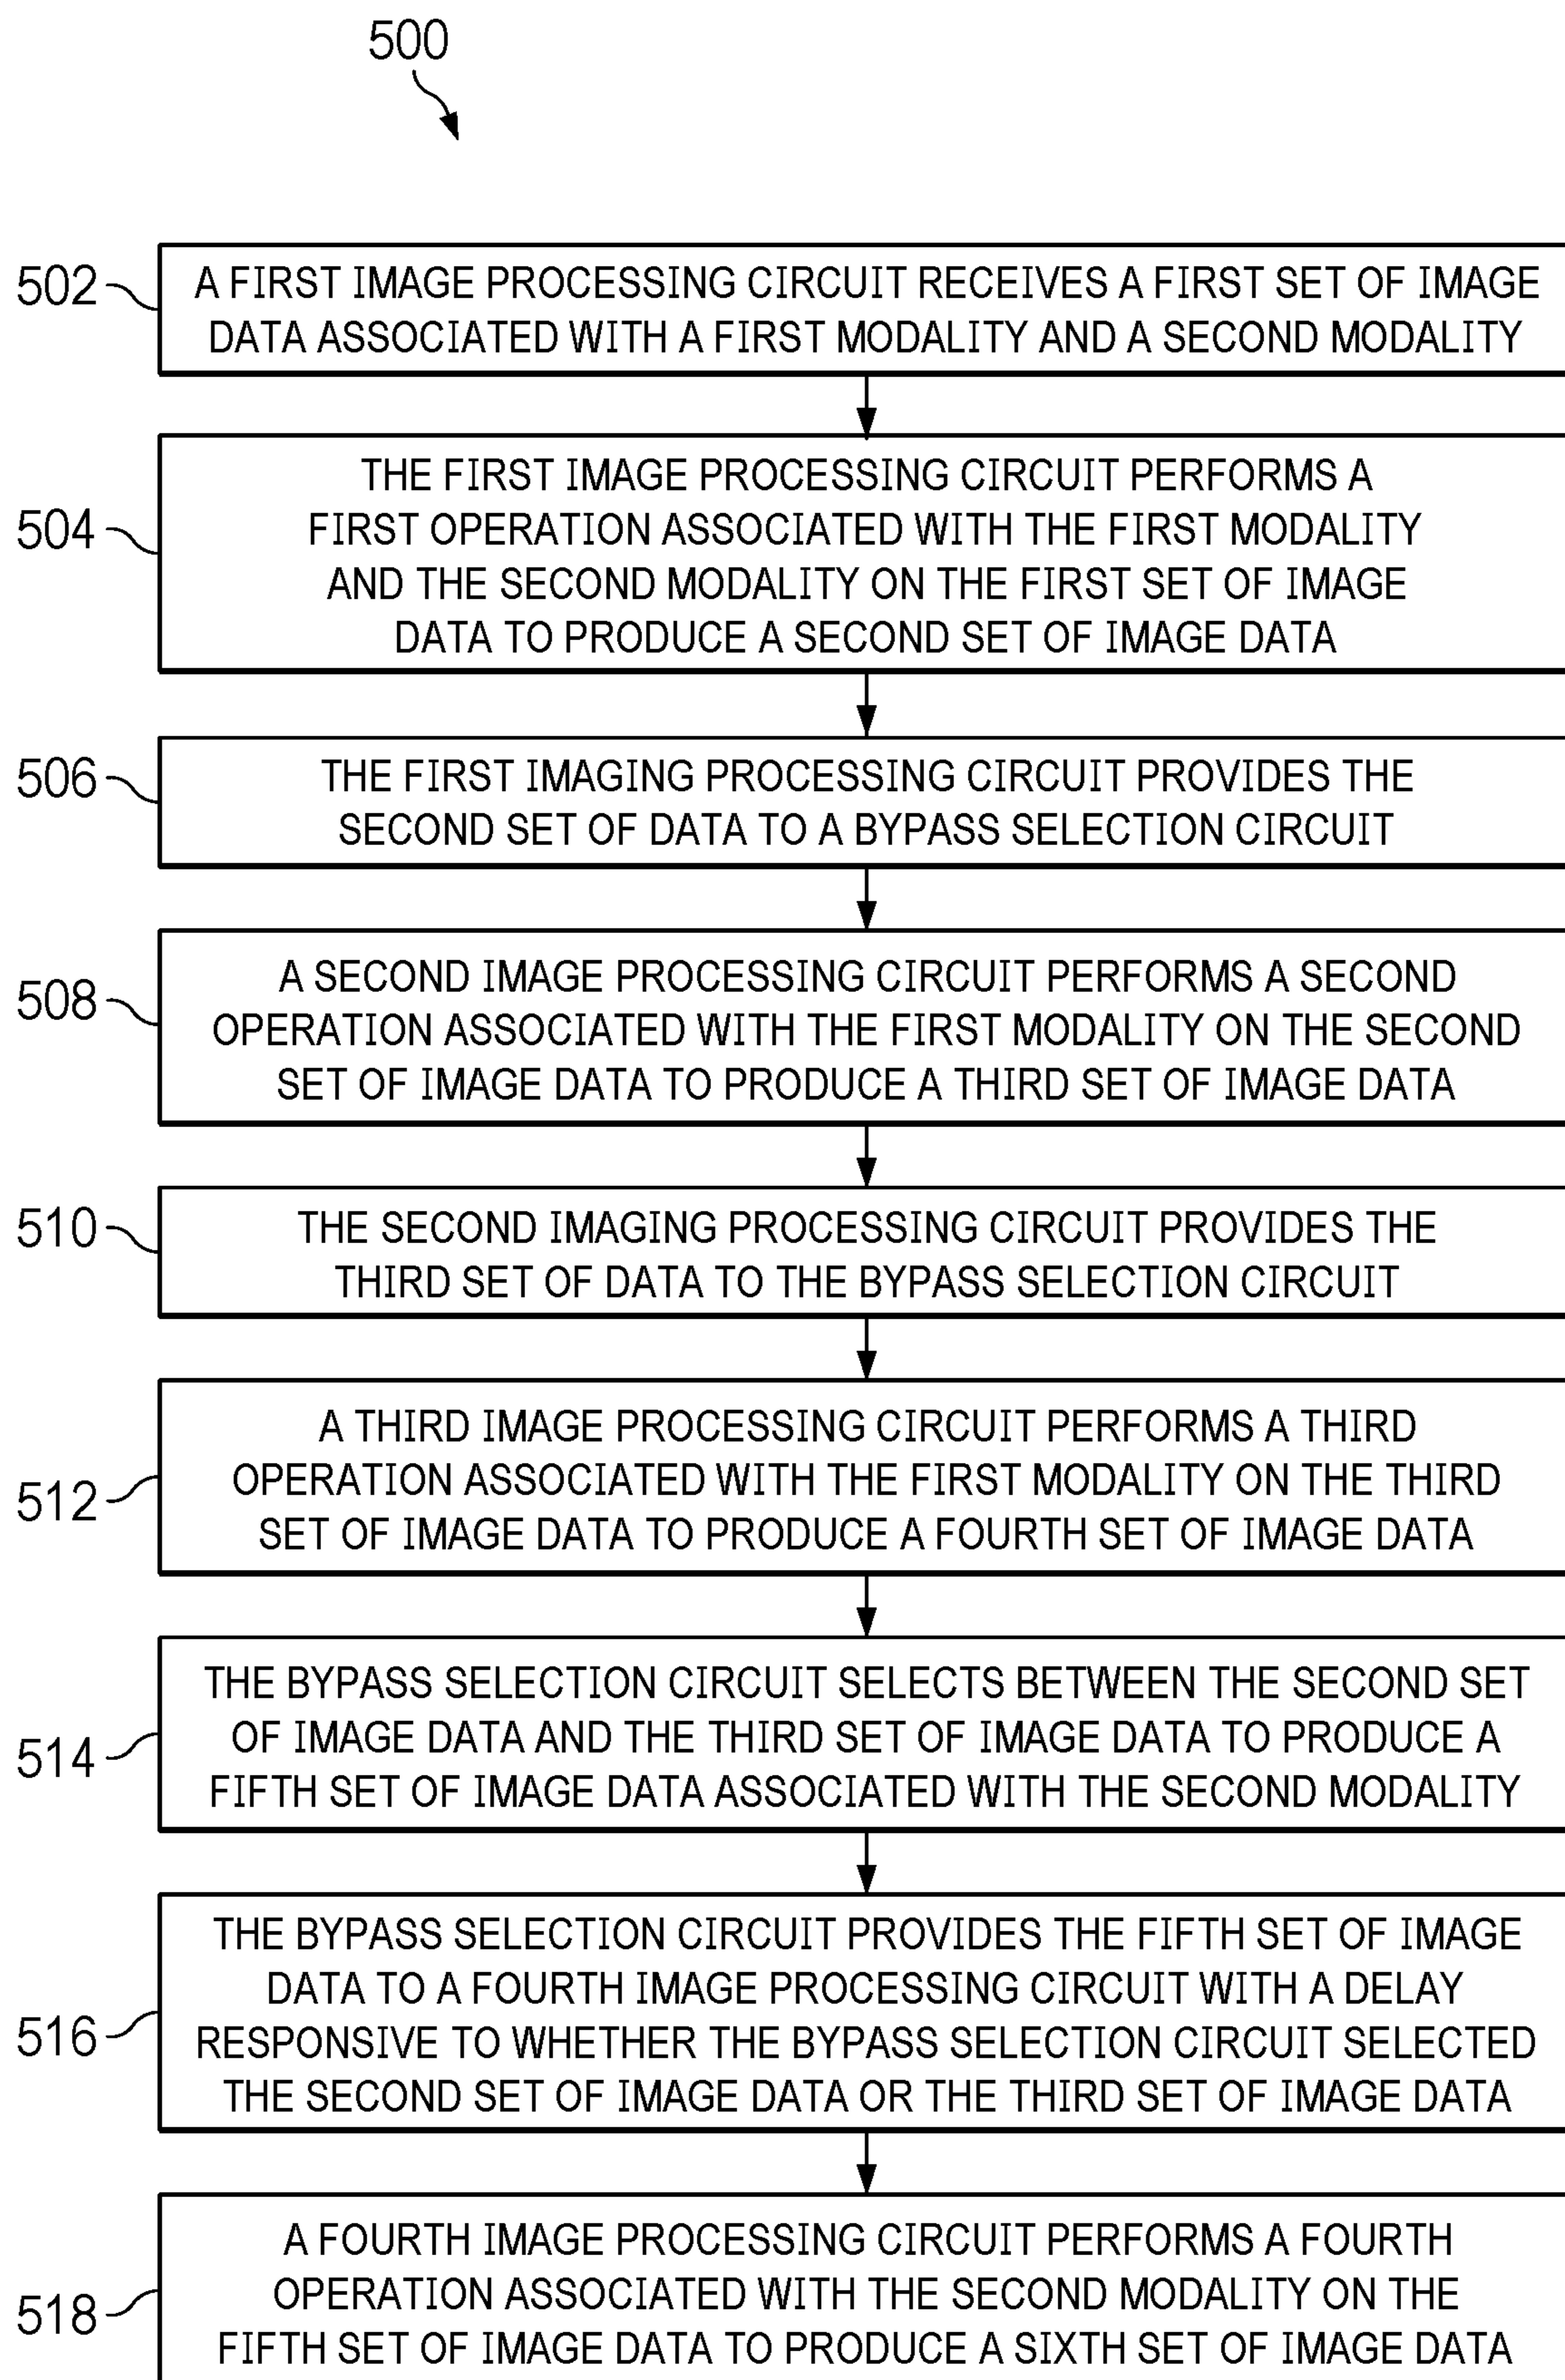 500
502
A FIRST IMAGE PROCESSING CIRCUIT RECEIVES A FIRST SET OF IMAGE
DATA ASSOCIATED WITH A FIRST MODALITY AND A SECOND MODALITY
504
THE FIRST IMAGE PROCESSING CIRCUIT PERFORMS A
FIRST OPERATION ASSOCIATED WITH THE FIRST MODALITY
AND THE SECOND MODALITY ON THE FIRST SET OF IMAGE
DATA TO PRODUCE A SECOND SET OF IMAGE DATA
506
THE FIRST IMAGING PROCESSING CIRCUIT PROVIDES THE
SECOND SET OF DATA TO A BYPASS SELECTION CIRCUIT
508
A SECOND IMAGE PROCESSING CIRCUIT PERFORMS A SECOND
OPERATION ASSOCIATED WITH THE FIRST MODALITY ON THE SECOND
SET OF IMAGE DATA TO PRODUCE A THIRD SET OF IMAGE DATA
510
THE SECOND IMAGING PROCESSING CIRCUIT PROVIDES THE
THIRD SET OF DATA TO THE BYPASS SELECTION CIRCUIT
512
A THIRD IMAGE PROCESSING CIRCUIT PERFORMS A THIRD
OPERATION ASSOCIATED WITH THE FIRST MODALITY ON THE THIRD
SET OF IMAGE DATA TO PRODUCE A FOURTH SET OF IMAGE DATA
514
THE BYPASS SELECTION CIRCUIT SELECTS BETWEEN THE SECOND SET
OF IMAGE DATA AND THE THIRD SET OF IMAGE DATA TO PRODUCE A
FIFTH SET OF IMAGE DATA ASSOCIATED WITH THE SECOND MODALITY
516
THE BYPASS SELECTION CIRCUIT PROVIDES THE FIFTH SET OF IMAGE
DATA TO A FOURTH IMAGE PROCESSING CIRCUIT WITH A DELAY
RESPONSIVE TO WHETHER THE BYPASS SELECTION CIRCUIT SELECTED
THE SECOND SET OF IMAGE DATA OR THE THIRD SET OF IMAGE DATA
518
A FOURTH IMAGE PROCESSING CIRCUIT PERFORMS A FOURTH
OPERATION ASSOCIATED WITH THE SECOND MODALITY ON THE
FIFTH SET OF IMAGE DATA TO PRODUCE A SIXTH SET OF IMAGE DATA